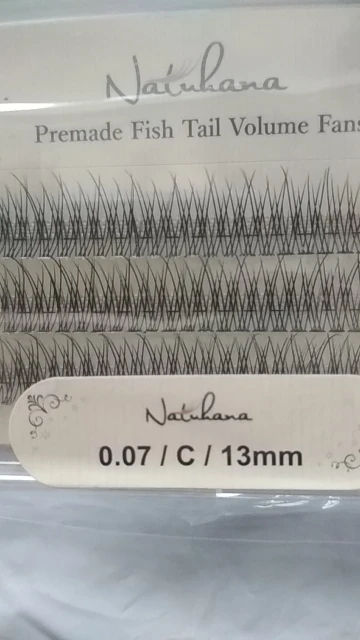 Natuhana
Premade Fish Tail Volume Fans
Natuhana
0.07 / C / 13mm